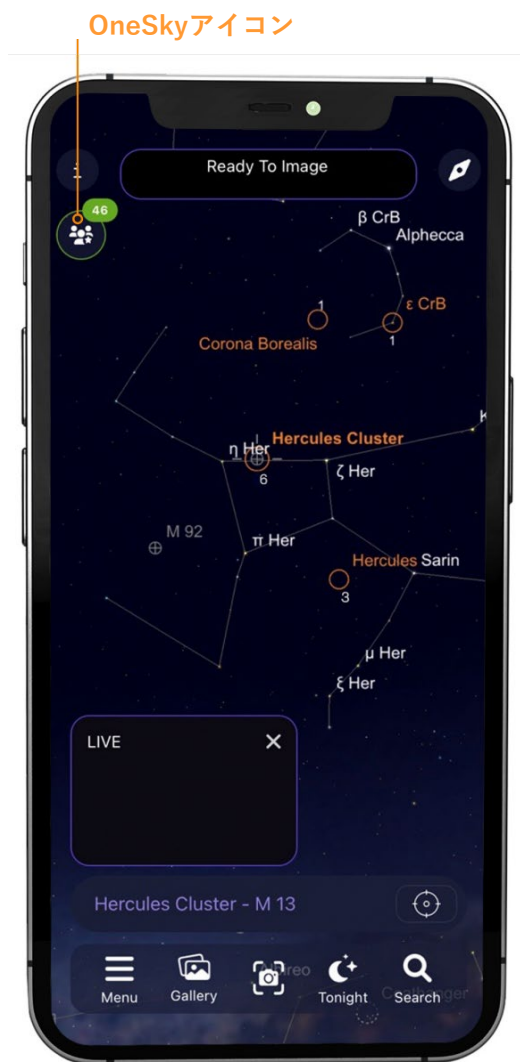 OneSkyアイコン
Ready To Image
46
β CrB
Alphecca
1
ε CrB
1
Corona Borealis
Hercules Cluster
η Her
6
ζ Her
M 92
π Her
Hercules
Sarin
3
μ Her
ξ Her
LIVE
Hercules Cluster - M 13
Menu
Gallery
Tonight
Search